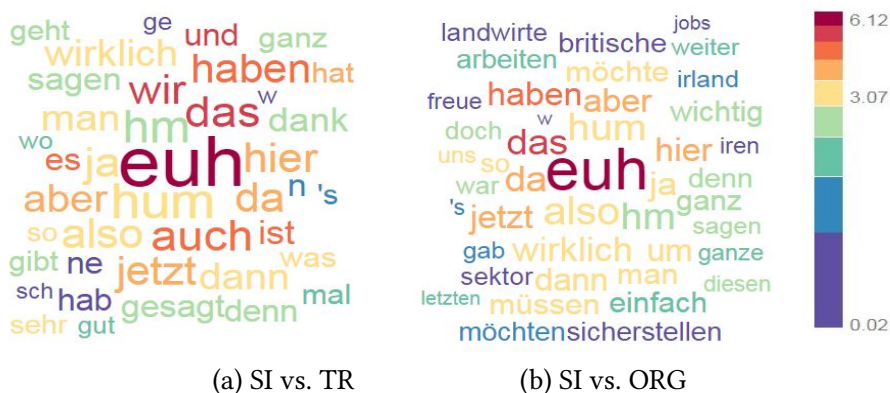 geht ge und ganz
wirklich haben hat
sagen wir das w
man hm dank
wo es ja euh hier n 's
aber hum da
so also auch ist
gibt ne jetzt dann was
sch hab gesagt denn mal
sehr gut
(a) SI vs. TR
landwirte britische jobs
arbeiten weiter
möchte irland
freue haben aber wichtig
w hum
doch das hier iren
uns so euh
war da ja denn
's jetzt also hm ganz
sagen
gab wirklich um ganze
sektor dann man diesen
letzten müssen einfach
möchten sicherstellen
(b) SI vs. ORG
6.12
3.07
0.02